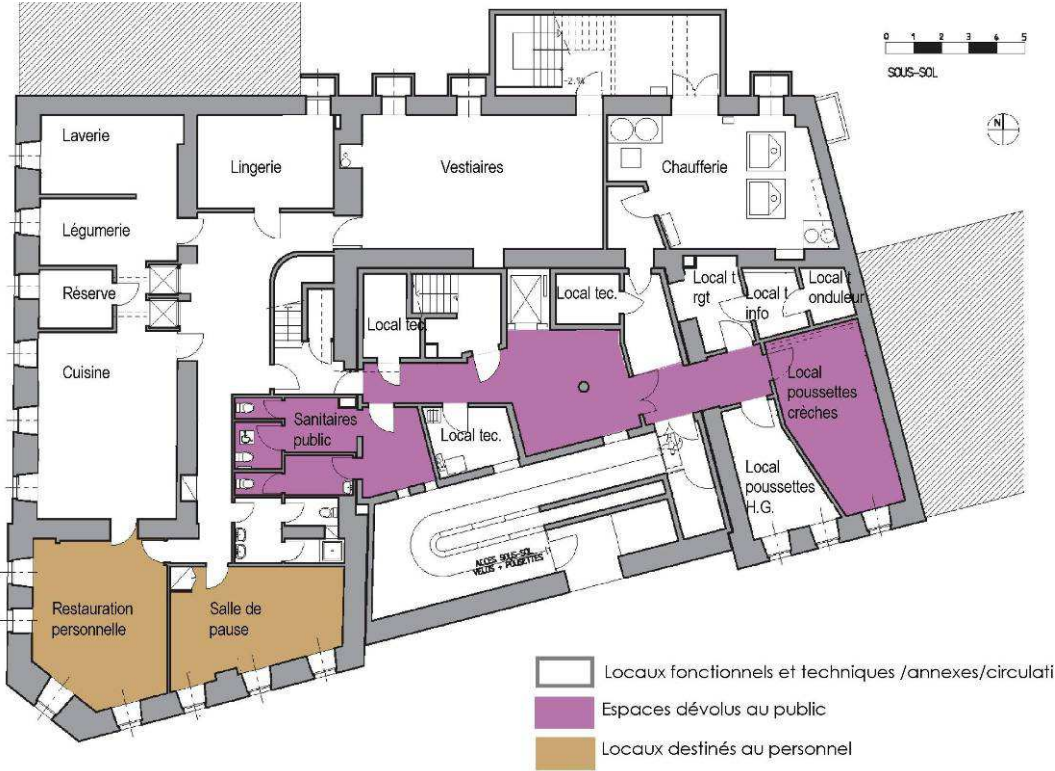 0 1 2 3 4 5
SOUS-SOL
N
-2.94
Laverie
Lingerie
Vestiaires
Chaufferie
Légumerie
Réserve
Local tec.
Local t
rgt
Local t
info
Local t
onduleur
Local tec.
Cuisine
Local
poussettes
crèches
Sanitaires
public
Local tec.
Local
poussettes
H.G.
ACCES SOUS-SOL
VELOS + POUSSETTES
Restauration
personnelle
Salle de
pause
Locaux fonctionnels et techniques /annexes/circulati
Espaces dévolus au public
Locaux destinés au personnel